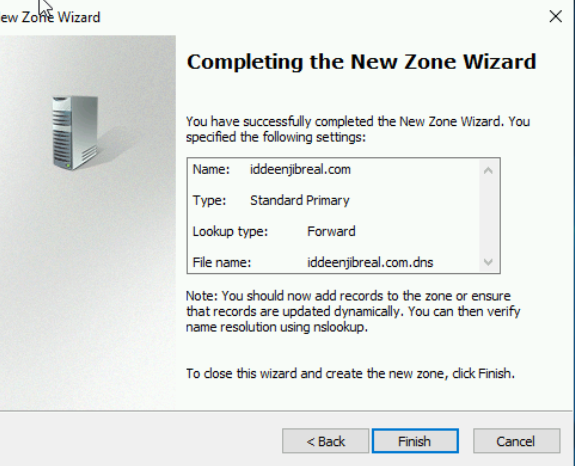 ew Zone Wizard
Completing the New Zone Wizard
You have successfully completed the New Zone Wizard. You
specified the following settings:
Name: iddeenjibreal.com
Type: Standard Primary
Lookup type: Forward
File name: iddeenjibreal.com.dns
Note: You should now add records to the zone or ensure
that records are updated dynamically. You can then verify
name resolution using nslookup.
To close this wizard and create the new zone, click Finish.
< Back Finish Cancel